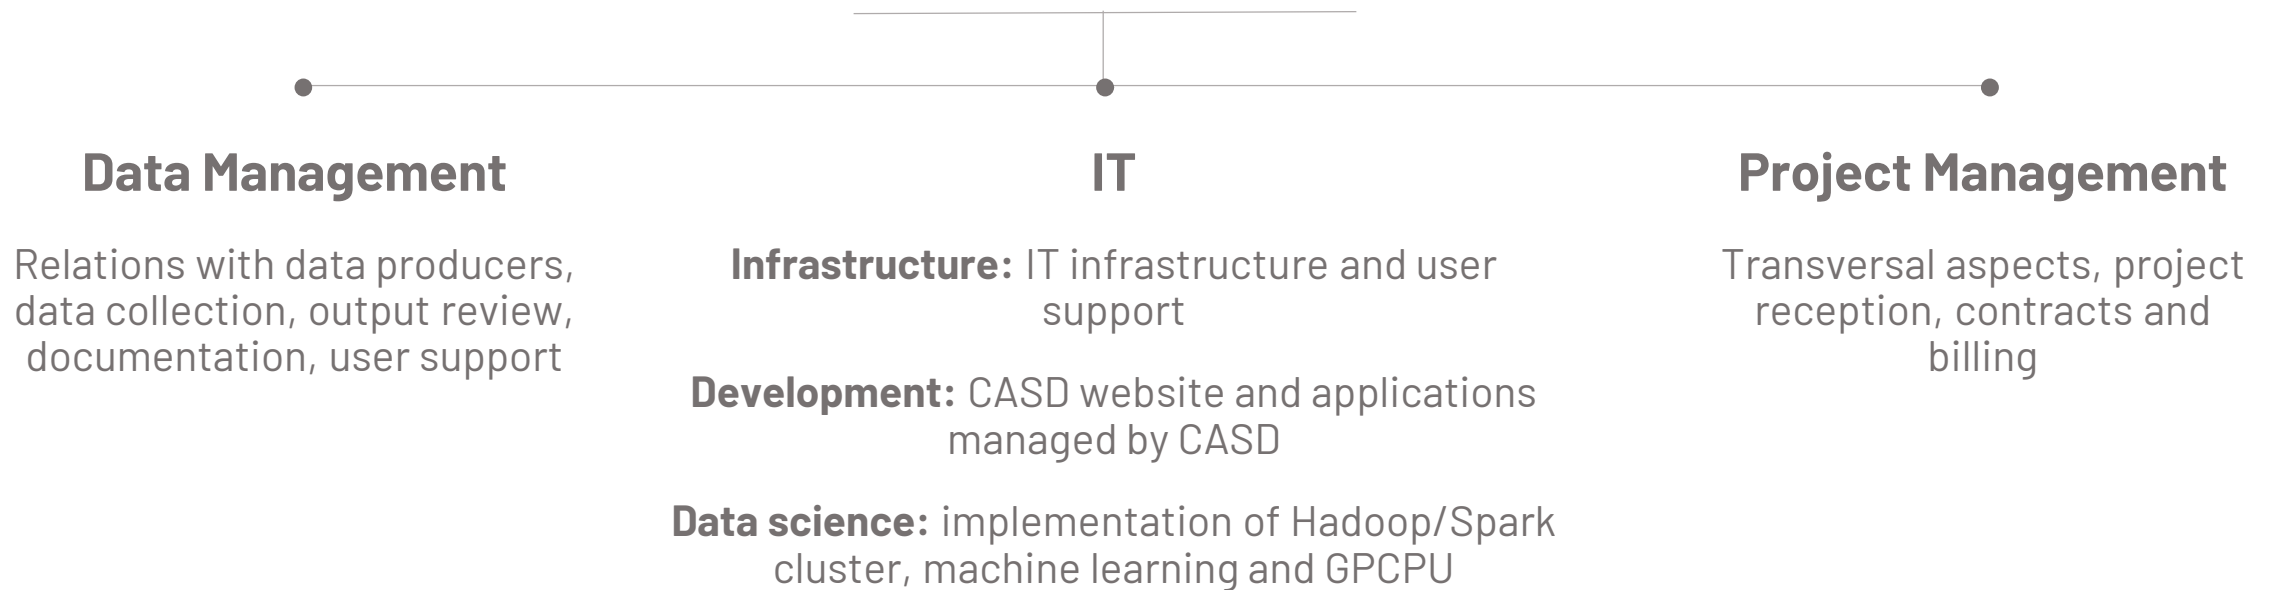 Data Management
Relations with data producers,
data collection, output review,
documentation, user support
IT
Infrastructure: IT infrastructure and user
support
Development: CASD website and applications
managed by CASD
Data science: implementation of Hadoop/Spark
cluster, machine learning and GPCPU
Project Management
Transversal aspects, project
reception, contracts and
billing